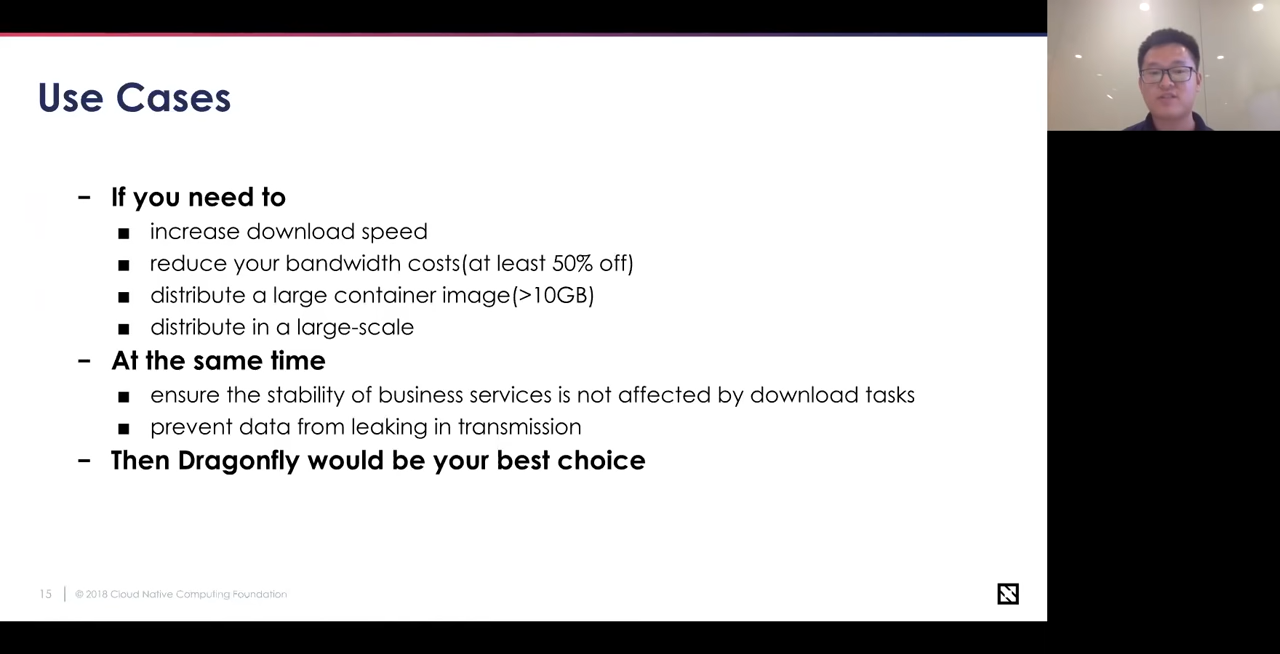 Use Cases
– If you need to
■ increase download speed
■ reduce your bandwidth costs(at least 50% off)
■ distribute a large container image(>10GB)
■ distribute in a large-scale
– At the same time
■ ensure the stability of business services is not affected by download tasks
■ prevent data from leaking in transmission
– Then Dragonfly would be your best choice
15 | © 2018 Cloud Native Computing Foundation